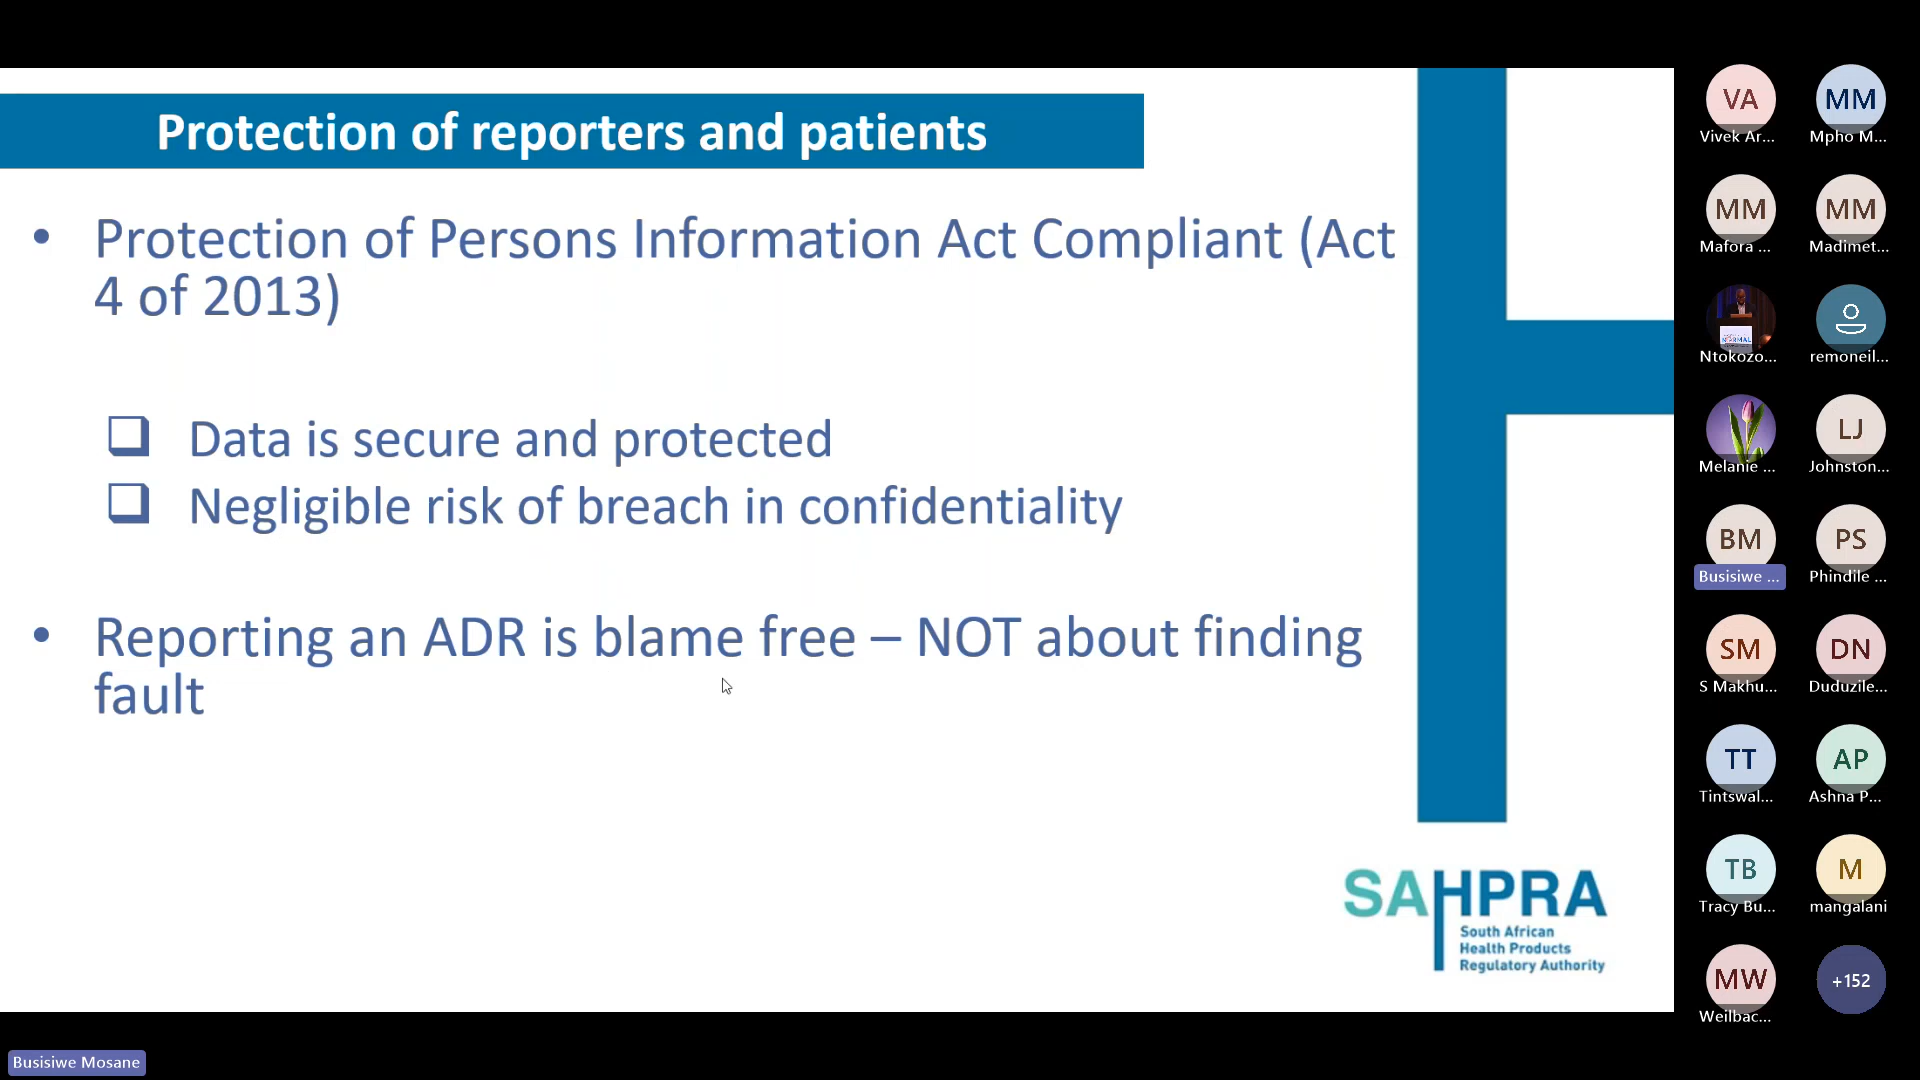 Protection of reporters and patients
• Protection of Persons Information Act Compliant (Act
4 of 2013)
❑ Data is secure and protected
❑ Negligible risk of breach in confidentiality
• Reporting an ADR is blame free – NOT about finding
fault
SAHPRA
South African
Health Products
Regulatory Authority
Busisiwe Mosane
VA
Vivek Ar...
MM
Mpho M...
MM
Mafora ...
MM
Madimet...
Ntokozo...
remoneil...
Melanie ...
LJ
Johnston...
BM
Busisiwe ...
PS
Phindile ...
SM
S Makhu...
DN
Duduzile...
TT
Tintswal...
AP
Ashna P...
TB
Tracy Bu...
M
mangalani
MW
Weilbac...
+152